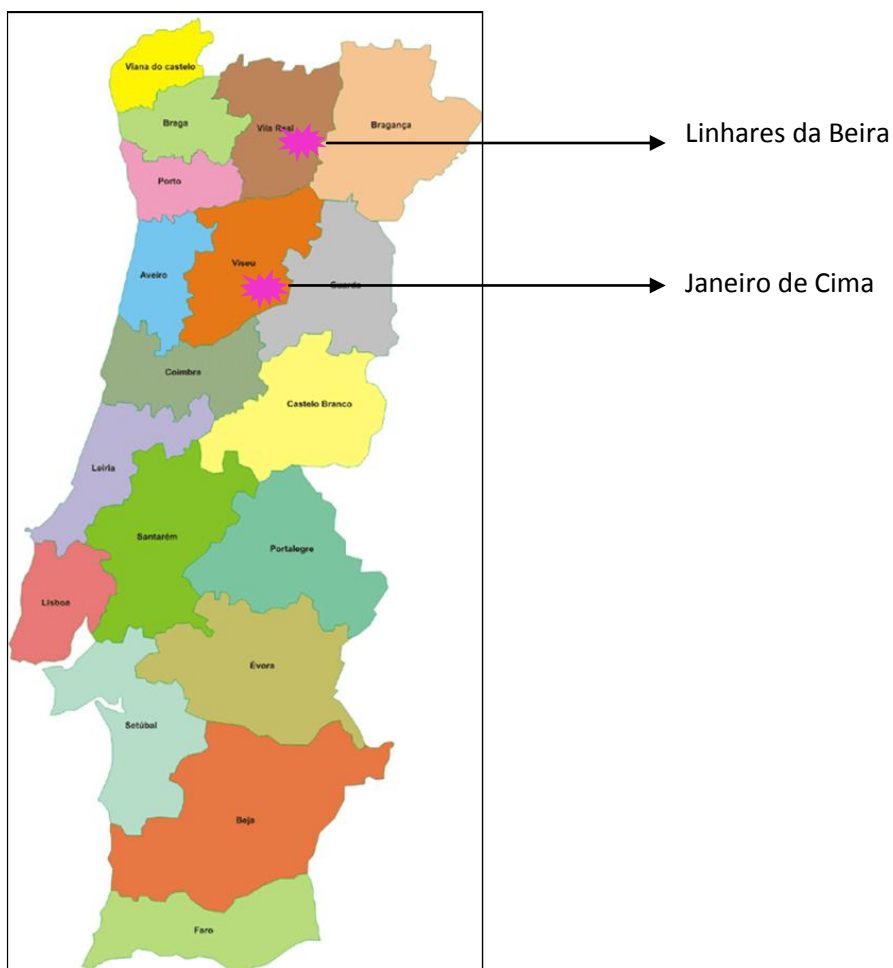 Viana do castelo
Braga
Vila Real
Bragança
Linhares da Beira
Porto
Aveiro
Viseu
Guarda
Janeiro de Cima
Coimbra
Castelo Branco
Leiria
Santarém
Portalegre
Lisboa
Évora
Setúbal
Beja
Faro